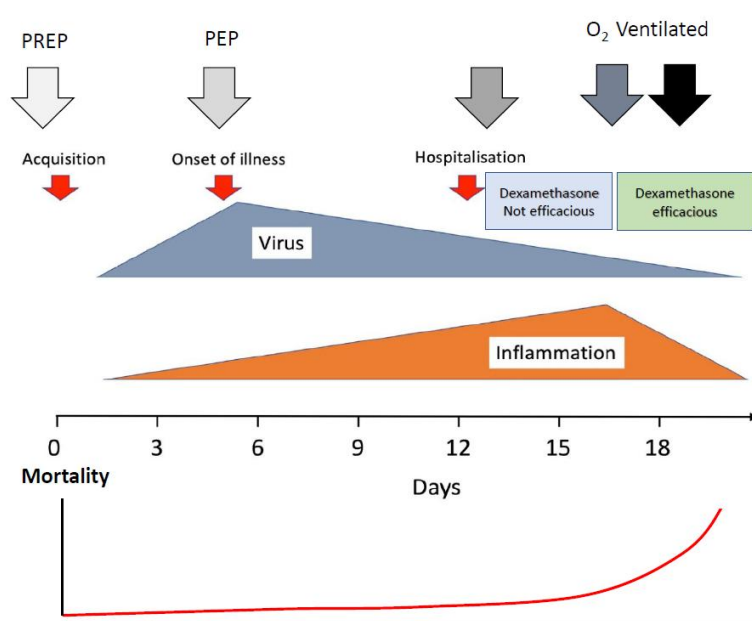 PREP
PEP
O₂ Ventilated
Acquisition
Onset of illness
Hospitalisation
Dexamethasone
Not efficacious
Dexamethasone
efficacious
Virus
Inflammation
0 3 6 9 12 15 18
Mortality
Days